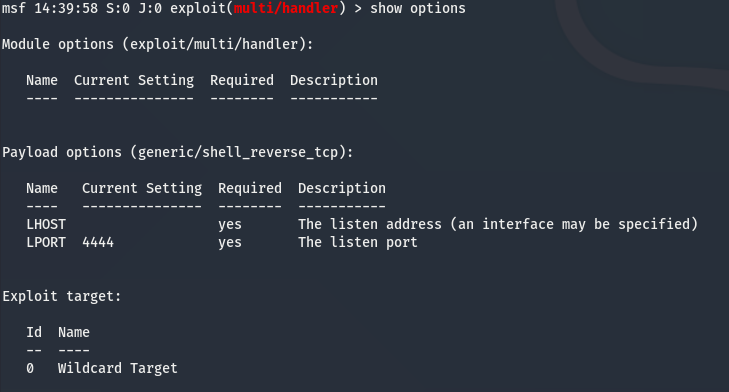 msf 14:39:58 S:0 J:0 exploit(multi/handler) > show options
Module options (exploit/multi/handler):
Name  Current Setting  Required  Description
----  ---------------  --------  -----------
Payload options (generic/shell_reverse_tcp):
Name   Current Setting  Required  Description
----   ---------------  --------  -----------
LHOST                   yes       The listen address (an interface may be specified)
LPORT  4444             yes       The listen port
Exploit target:
Id  Name
--  ----
0   Wildcard Target